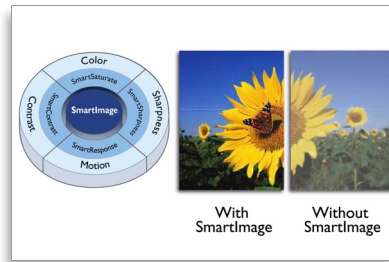 Color
SmartSaturate
Contrast
SmartContrast
SmartImage
SmartSharpness
Sharpness
SmartResponse
Motion
With
SmartImage
Without
SmartImage